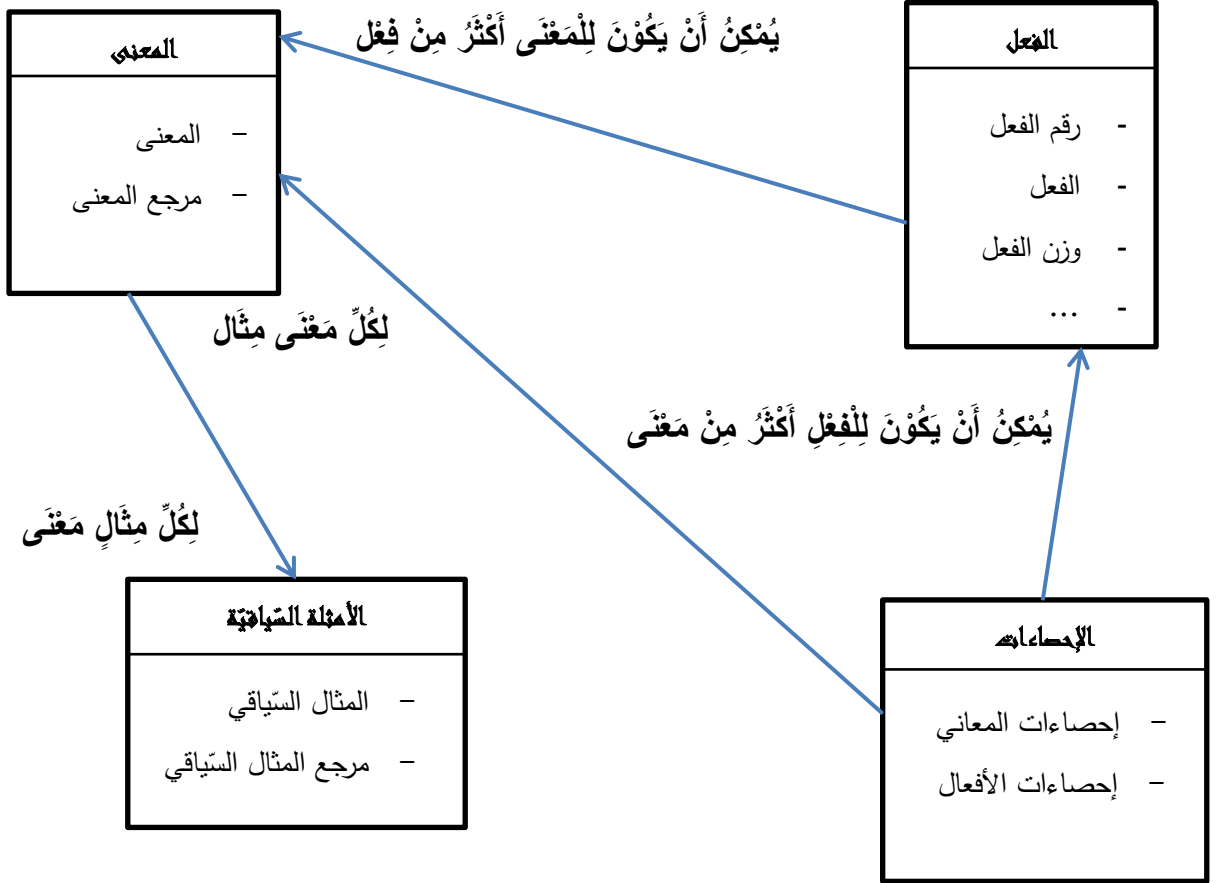 الفعل
- رقم الفعل
- الفعل
- وزن الفعل
- ...
يُمْكِنُ أَنْ يَكُوْنَ لِلْمَعْنَى أَكْثَرُ مِنْ فِعْل
المعنى
– المعنى
– مرجع المعنى
لِكُلِّ مَعْنَى مِثَال
يُمْكِنُ أَنْ يَكُوْنَ لِلْفِعْلِ أَكْثَرُ مِنْ مَعْنَى
لِكُلِّ مِثَالٍ مَعْنَى
الأمثلة السّياقيّة
– المثال السّياقي
– مرجع المثال السّياقي
الإحصاءات
– إحصاءات المعاني
– إحصاءات الأفعال